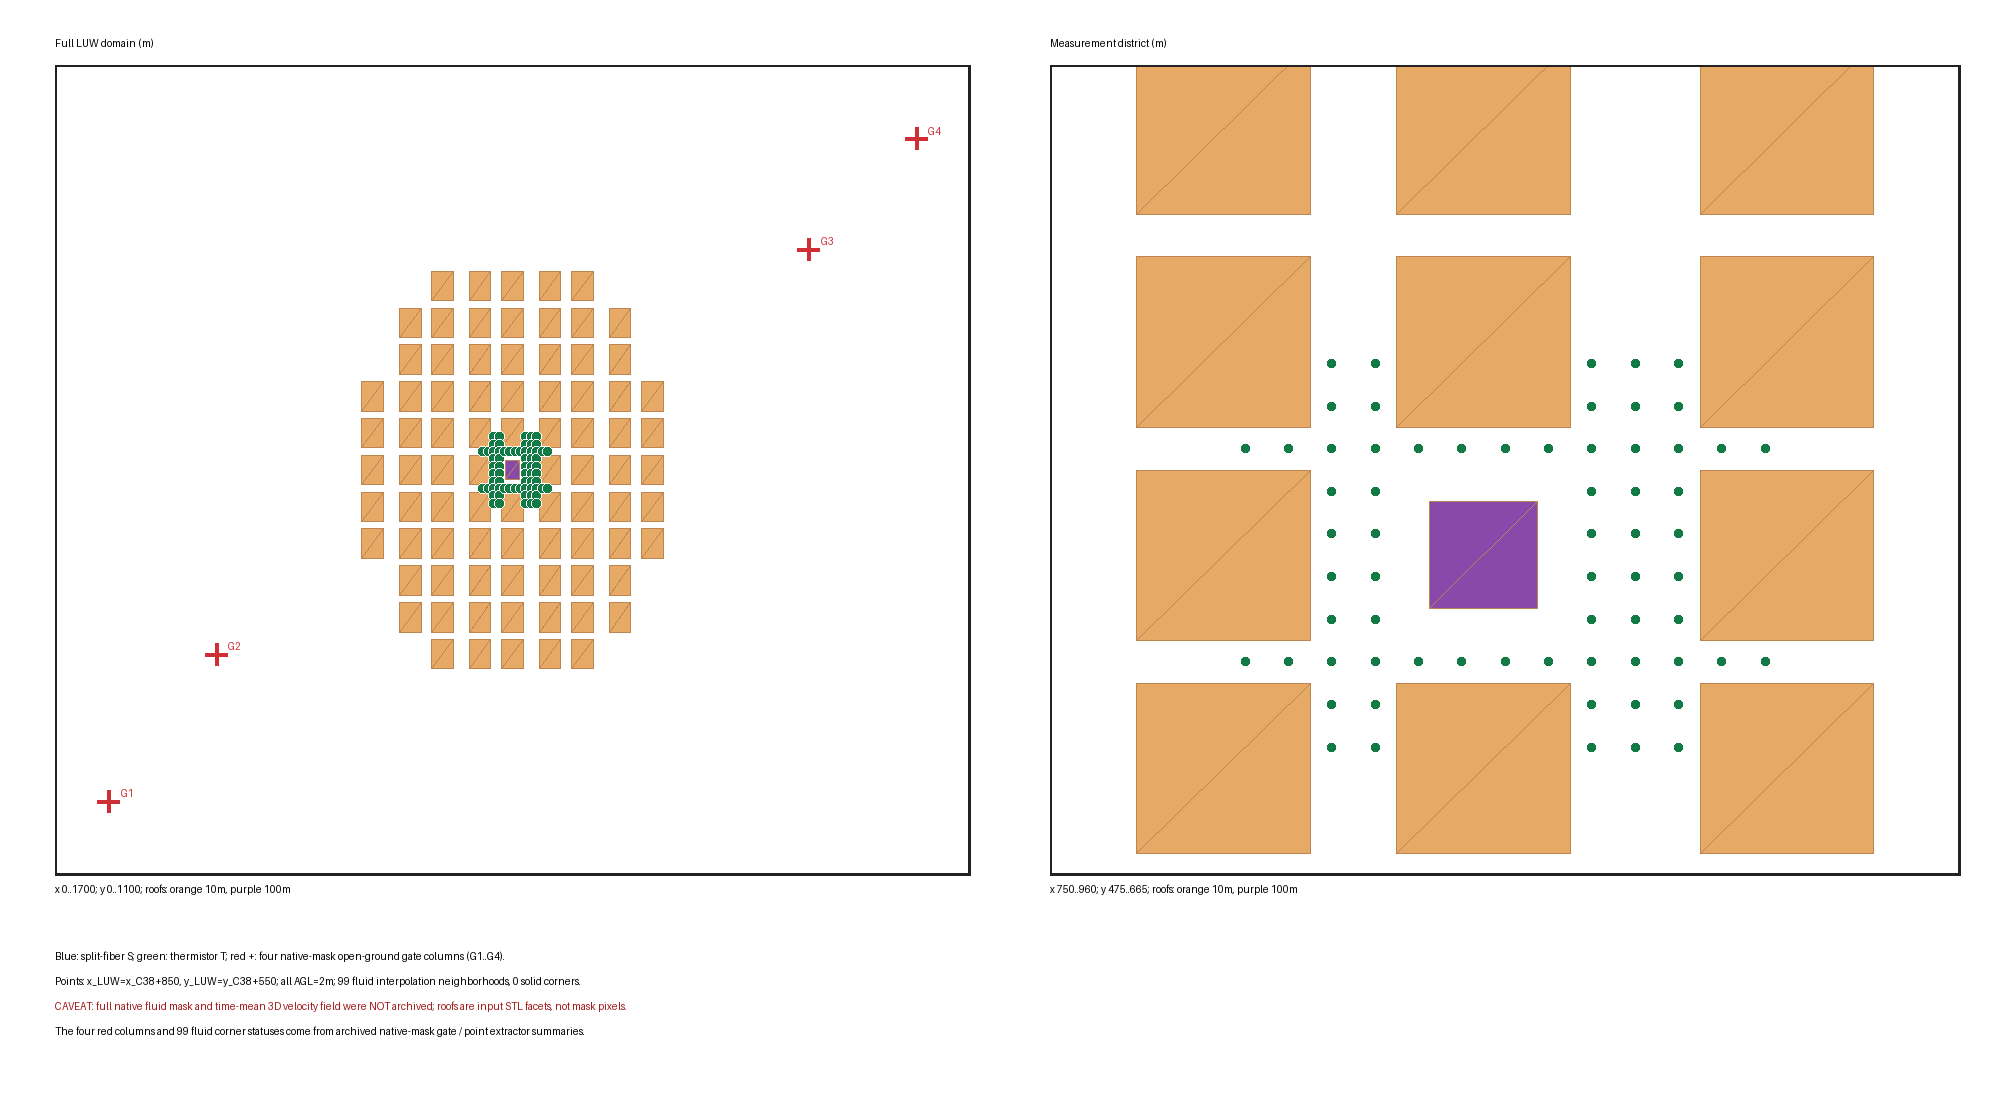 Full LUW domain (m)
Measurement district (m)
G4
G3
G2
G1
x 0..1700; y 0..1100; roofs: orange 10m, purple 100m
x 750..960; y 475..665; roofs: orange 10m, purple 100m
Blue: split-fiber S; green: thermistor T; red +: four native-mask open-ground gate columns (G1..G4).
Points: x_LUW=x_C38+850, y_LUW=y_C38+550; all AGL=2m; 99 fluid interpolation neighborhoods, 0 solid corners.
CAVEAT: full native fluid mask and time-mean 3D velocity field were NOT archived; roofs are input STL facets, not mask pixels.
The four red columns and 99 fluid corner statuses come from archived native-mask gate / point extractor summaries.